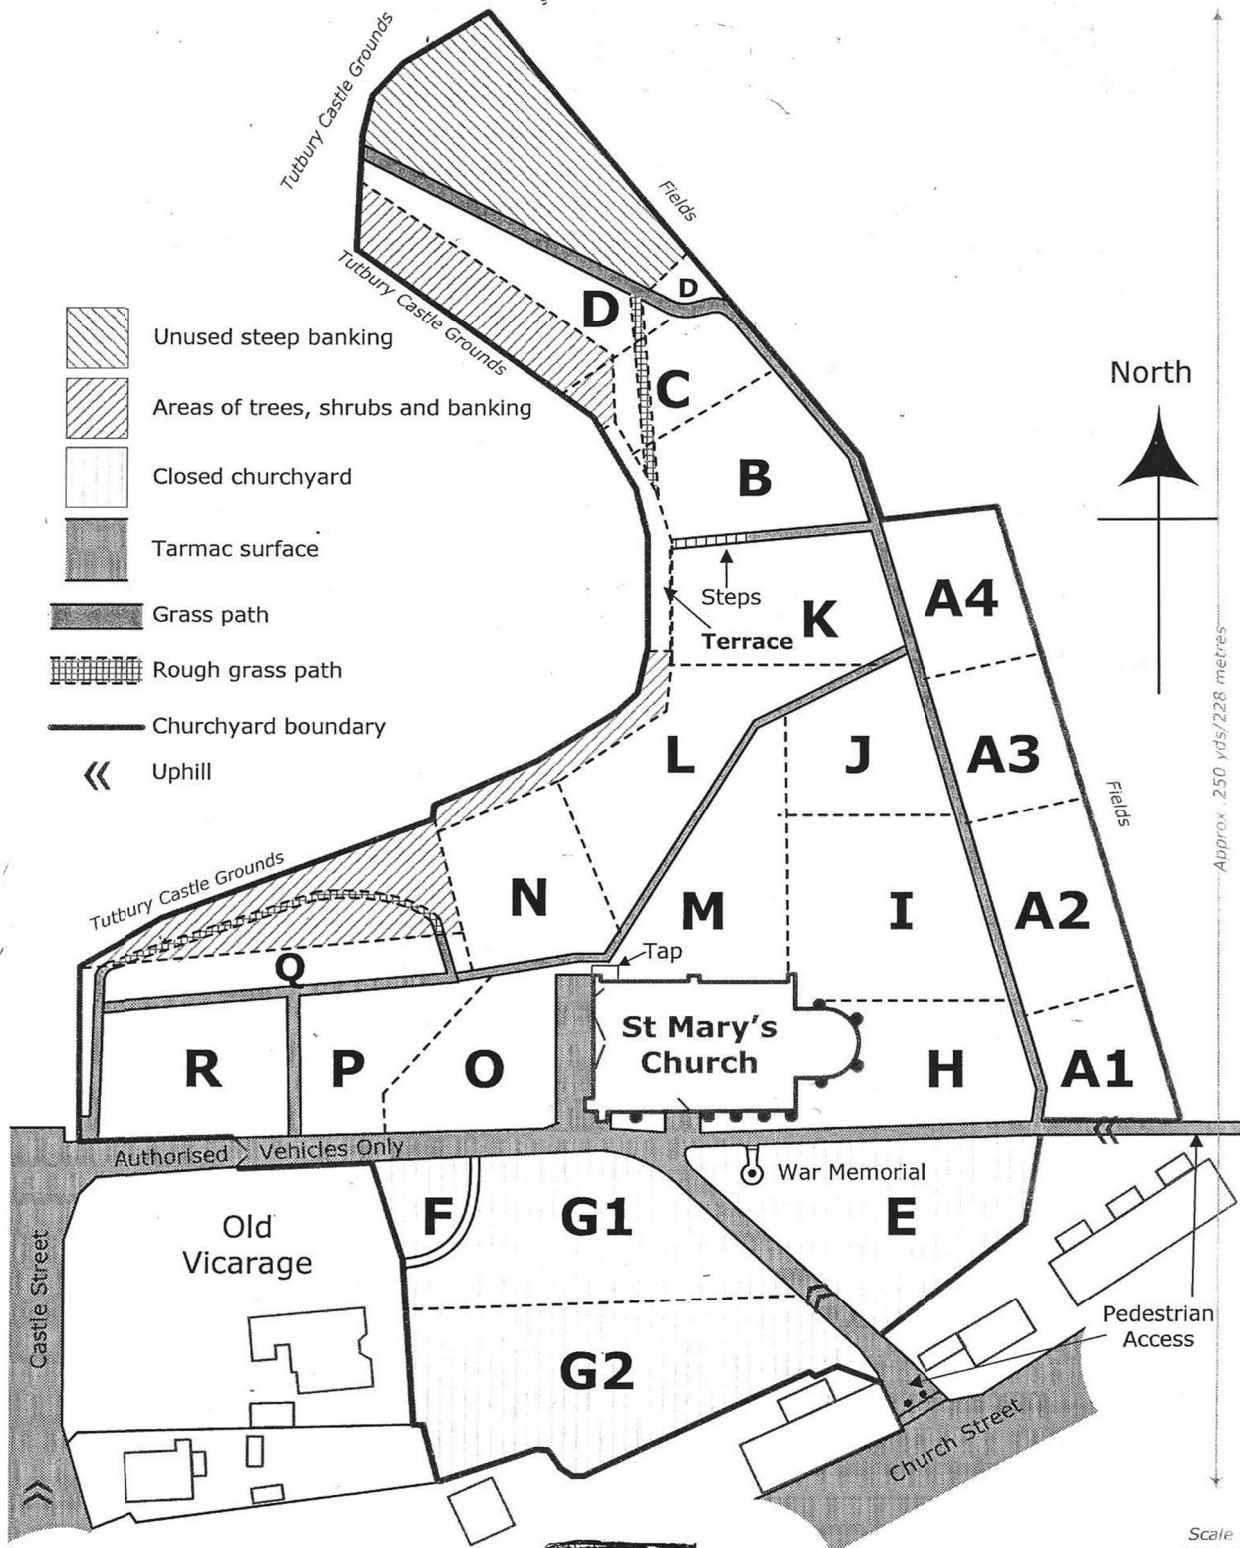 Tutbury Castle Grounds
Fields
Tutbury Castle Grounds
D
D
Unused steep banking
C
North
Areas of trees, shrubs and banking
B
Closed churchyard
Tarmac surface
Steps
A4
Grass path
K
Terrace
Rough grass path
Churchyard boundary
L
J
A3
Uphill
Fields
Approx. 250 yds/228 metres
Tutbury Castle Grounds
N
M
I
A2
Tap
Q
St Mary's
Church
R
P
O
H
A1
Authorised
Vehicles Only
War Memorial
F
G1
E
Old
Vicarage
Castle Street
Pedestrian
Access
G2
Church Street
Scale